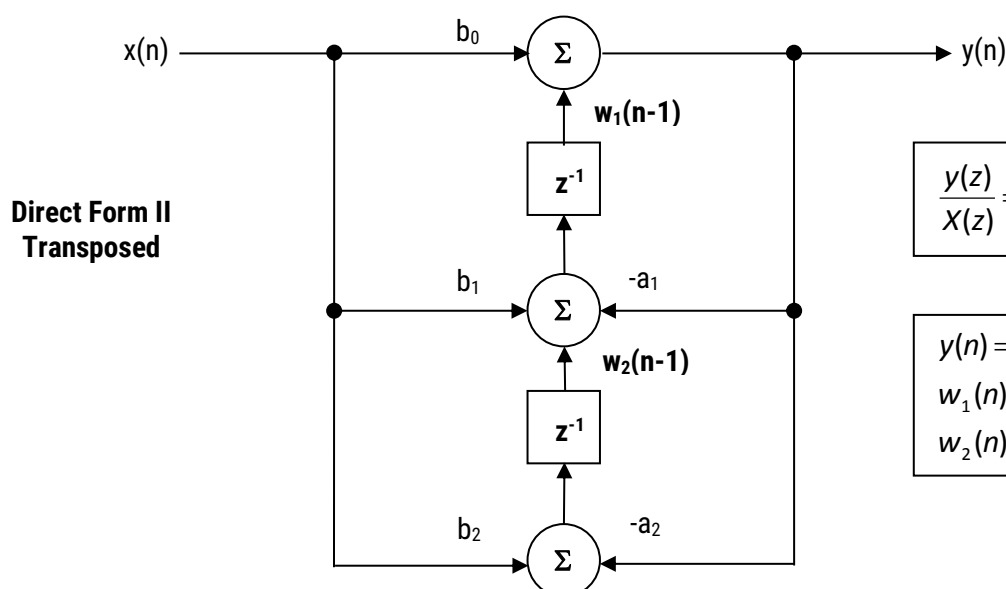 x(n)
b₀
Σ
y(n)
w₁(n-1)
z⁻¹
Direct Form II
Transposed
y(z)
X(z)
=
b₁
Σ
-a₁
w₂(n-1)
z⁻¹
y(n) =
w₁(n)
w₂(n)
b₂
Σ
-a₂